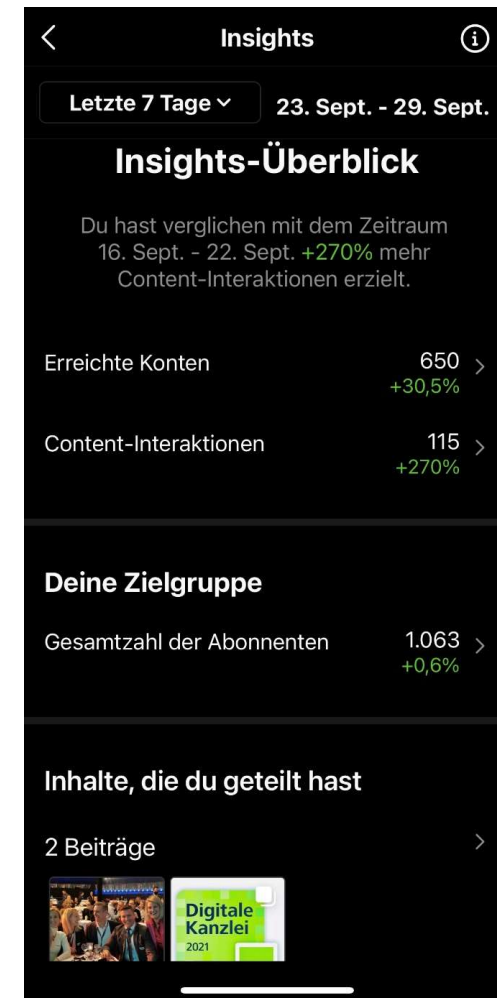 Insights
Letzte 7 Tage
23. Sept. - 29. Sept.
Insights-Überblick
Du hast verglichen mit dem Zeitraum
16. Sept. - 22. Sept. +270% mehr
Content-Interaktionen erzielt.
Erreichte Konten 650
+30,5%
Content-Interaktionen 115
+270%
Deine Zielgruppe
Gesamtzahl der Abonnenten 1.063
+0,6%
Inhalte, die du geteilt hast
2 Beiträge
Digitale
Kanzlei
2021